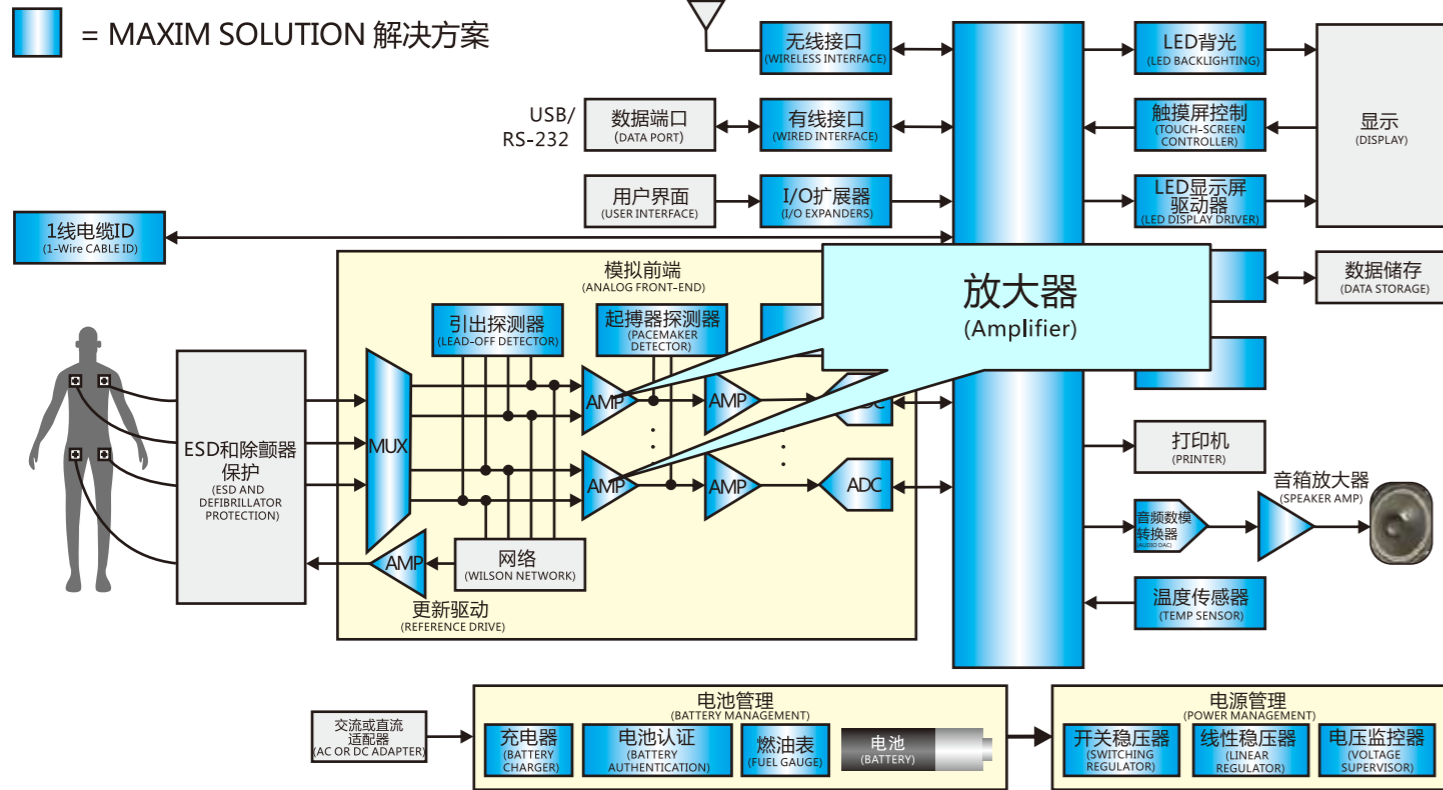 = MAXIM SOLUTION 解决方案
无线接口
(WIRELESS INTERFACE)
LED背光
(LED BACKLIGHTING)
USB/
RS-232
数据端口
(DATA PORT)
有线接口
(WIRED INTERFACE)
触摸屏控制
(TOUCH-SCREEN
CONTROLLER)
显示
(DISPLAY)
用户界面
(USER INTERFACE)
I/O扩展器
(I/O EXPANDERS)
LED显示屏
驱动器
(LED DISPLAY DRIVER)
1线电缆ID
(1-Wire CABLE ID)
模拟前端
(ANALOG FRONT-END)
放大器
(Amplifier)
数据储存
(DATA STORAGE)
引出探测器
(LEAD-OFF DETECTOR)
起搏器探测器
(PACEMAKER
DETECTOR)
ESD和除颤器
保护
(ESD AND
DEFIBRILLATOR
PROTECTION)
MUX
AMP
AMP
ADC
AMP
AMP
ADC
AMP
网络
(WILSON NETWORK)
更新驱动
(REFERENCE DRIVE)
打印机
(PRINTER)
音箱放大器
(SPEAKER AMP)
音频数模
转换器
(AUDIO DAC)
温度传感器
(TEMP SENSOR)
交流或直流
适配器
(AC OR DC ADAPTER)
电池管理
(BATTERY MANAGEMENT)
充电器
(BATTERY
CHARGER)
电池认证
(BATTERY
AUTHENTICATION)
燃油表
(FUEL GAUGE)
电池
(BATTERY)
电源管理
(POWER MANAGEMENT)
开关稳压器
(SWITCHING
REGULATOR)
线性稳压器
(LINEAR
REGULATOR)
电压监控器
(VOLTAGE
SUPERVISOR)